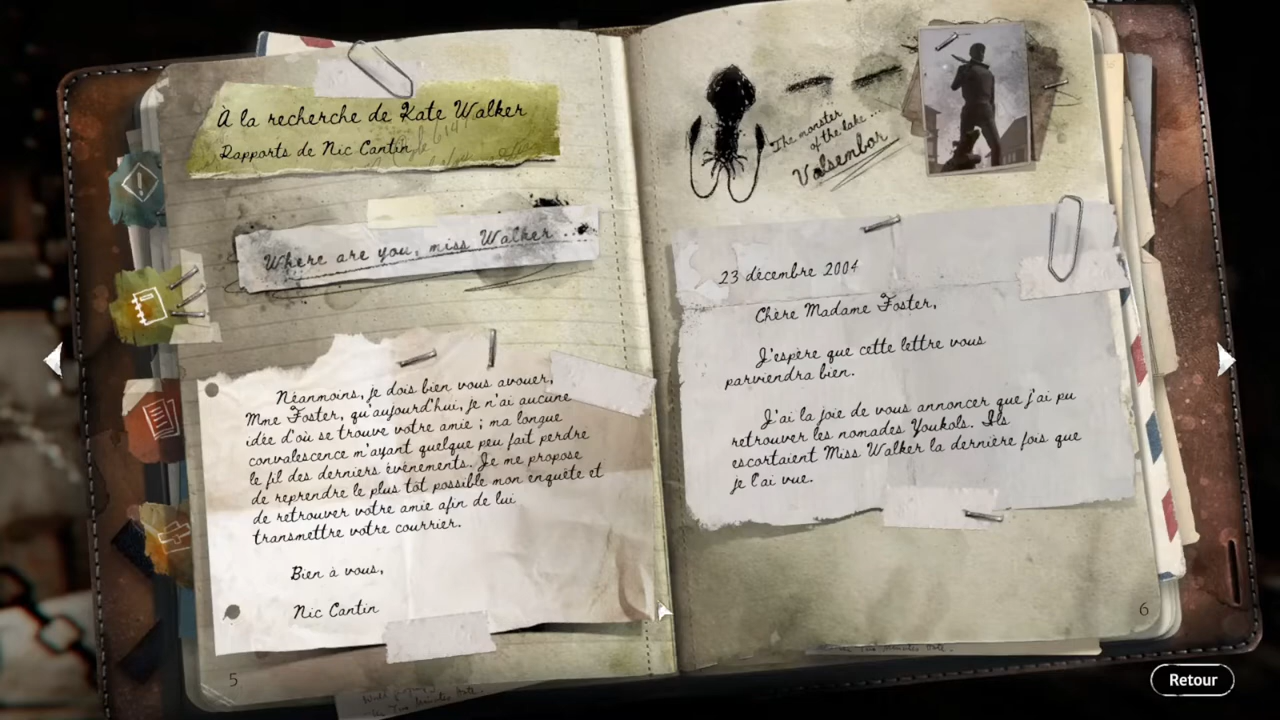 À la recherche de Kate Walker
Rapports de Nic Cantin
Where are you, miss Walker ...
Néanmoins, je dois bien vous avouer,
Mme Foster, qu'aujourd'hui, je n'ai aucune
idée d'où se trouve votre amie ; ma longue
convalescence m'ayant quelque peu fait perdre
le fil des derniers évènements. Je me propose
de reprendre le plus tôt possible mon enquête et
de retrouver votre amie afin de lui
transmettre votre courrier.
Bien à vous,
Nic Cantin
5
The monster
of the lake ...
Valsembor
23 décembre 2004
Chère Madame Foster,
J'espère que cette lettre vous
parviendra bien.
J'ai la joie de vous annoncer que j'ai pu
retrouver les nomades Youkols. Ils
escortaient Miss Walker la dernière fois que
je l'ai vue.
6
Retour